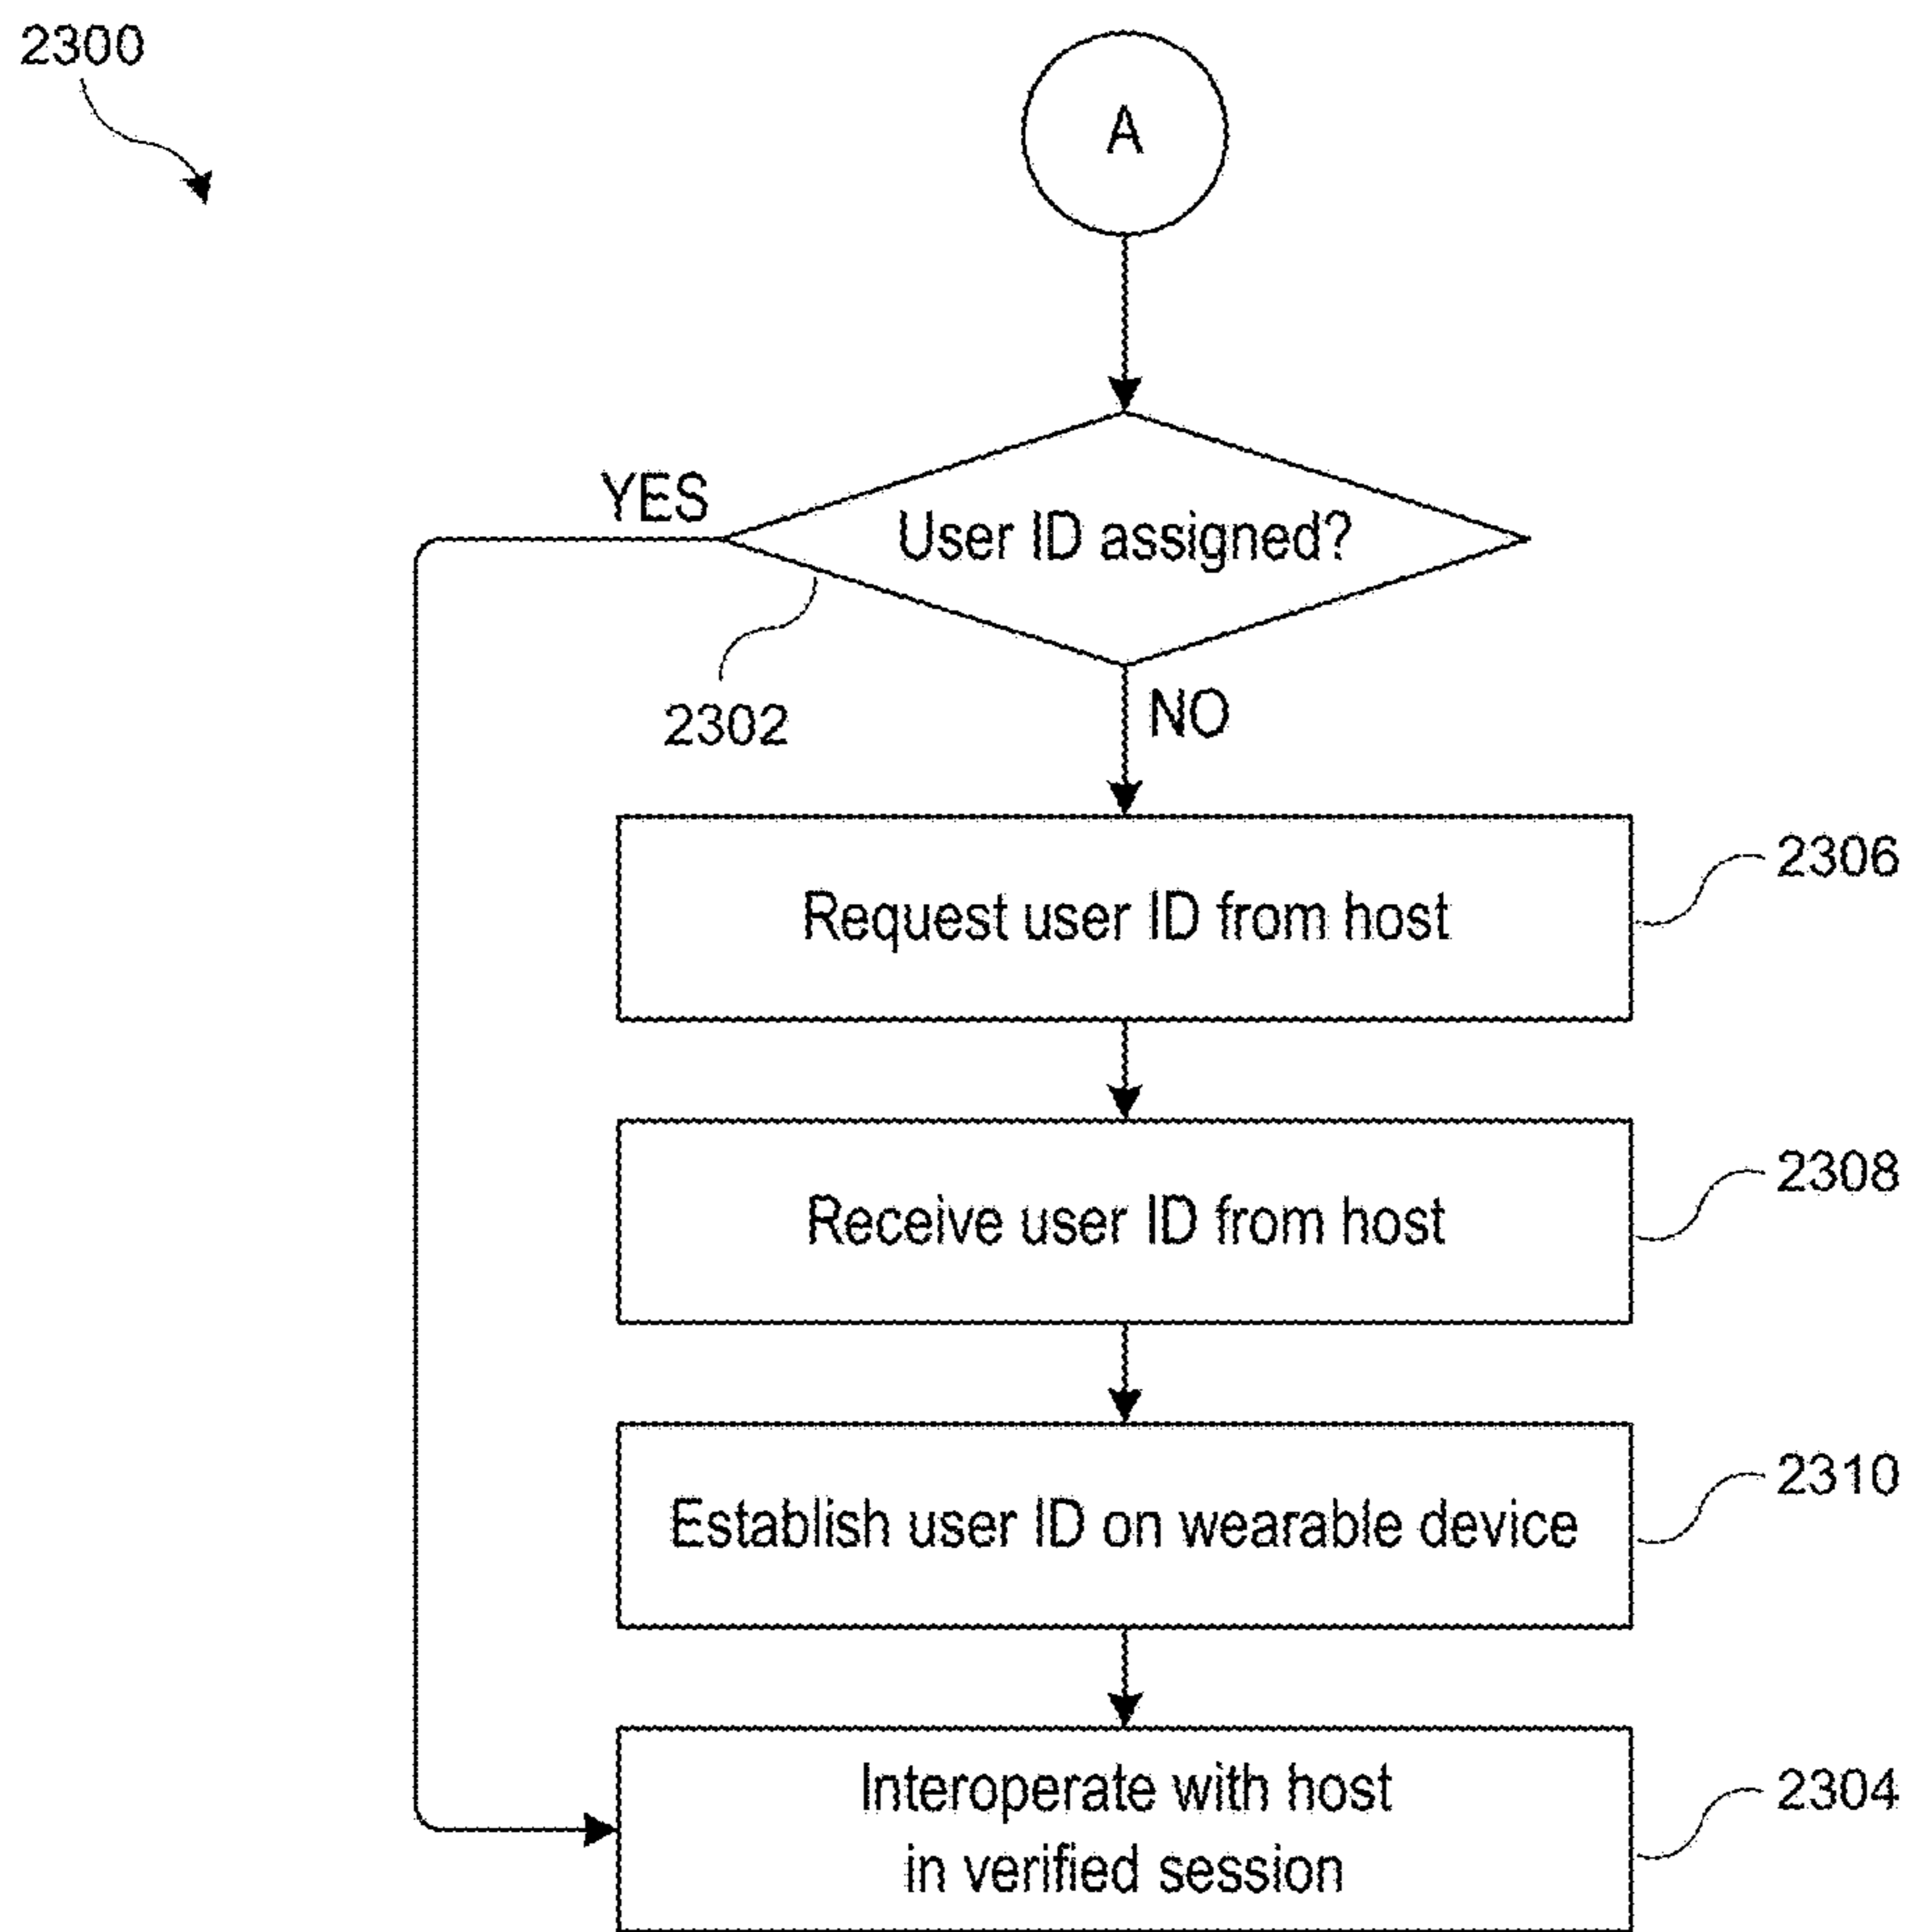 2300
A
YES
User ID assigned?
2302
NO
Request user ID from host
2306
Receive user ID from host
2308
Establish user ID on wearable device
2310
Interoperate with host
in verified session
2304